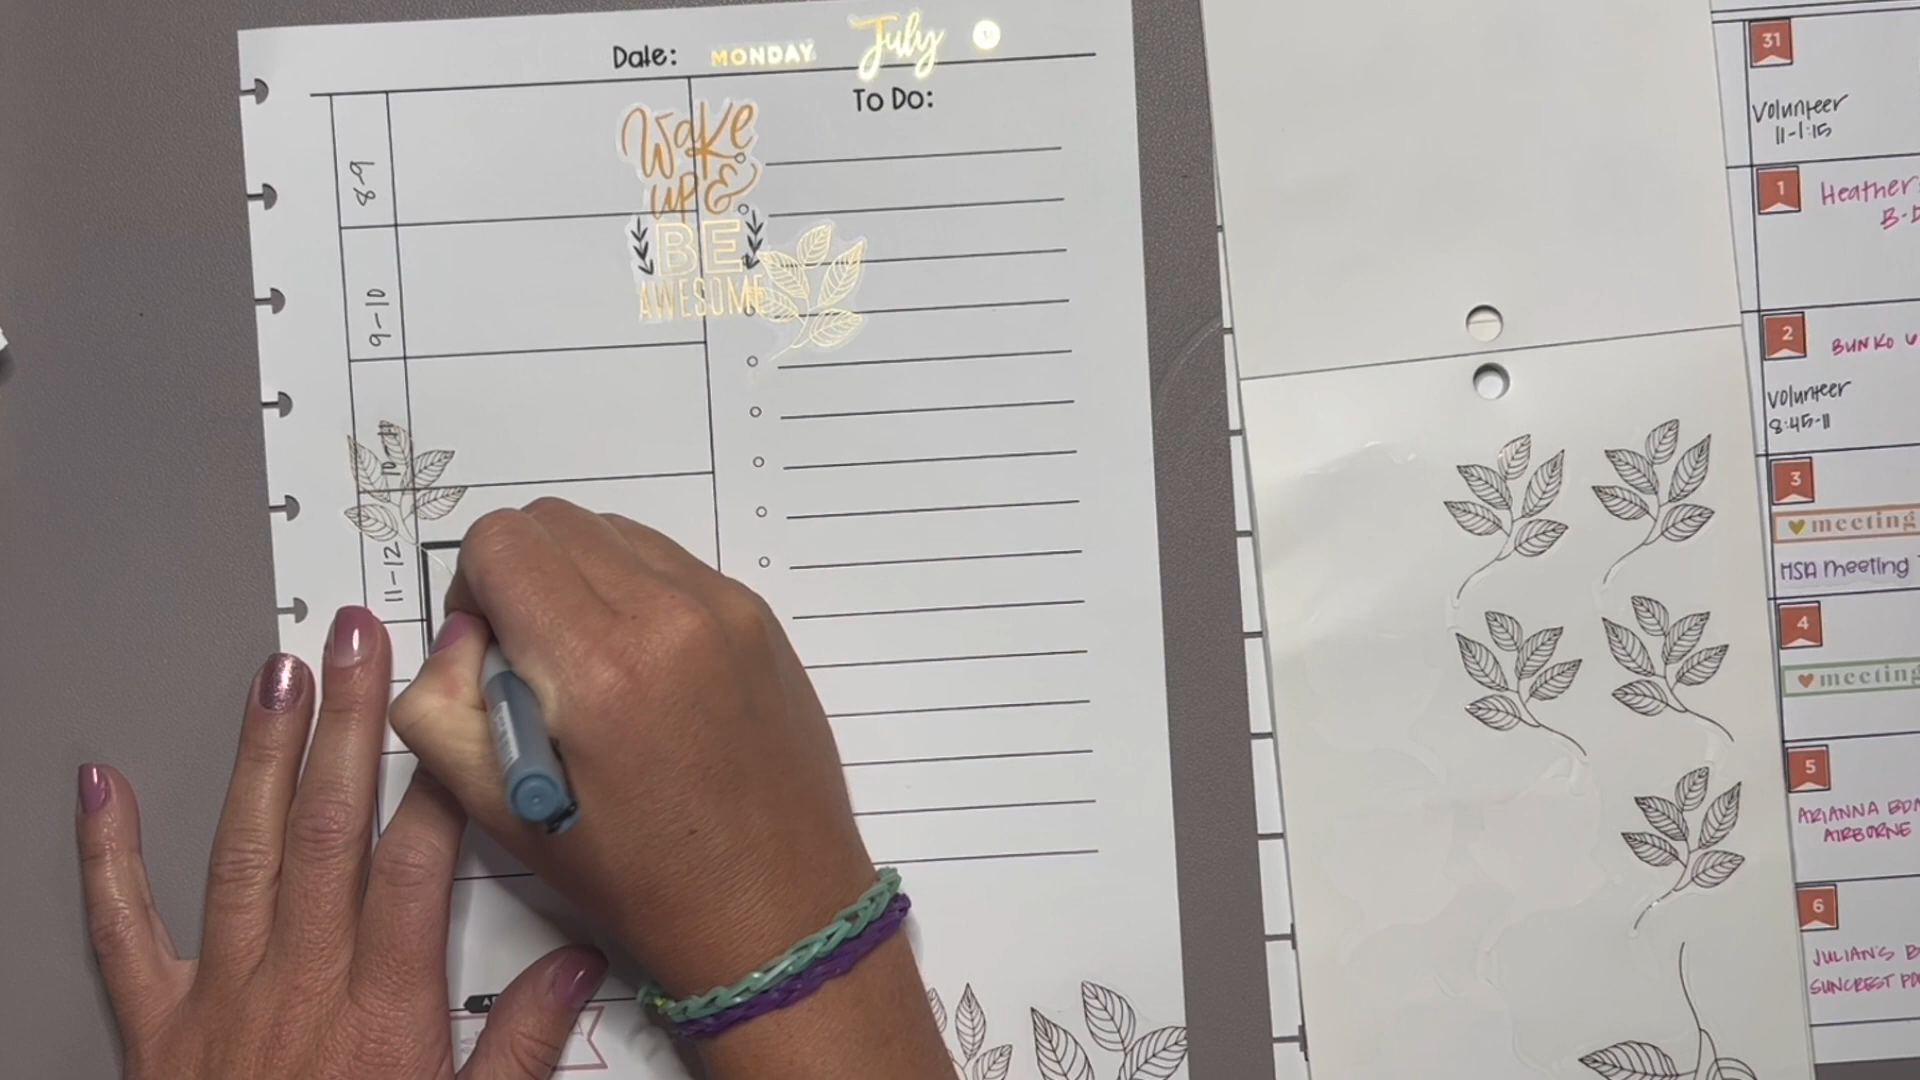 Date: MONDAY July
To Do:
Wake
up &
BE
AWESOME
8-9
9-10
10-11
11-12
31
Volunteer
11-1:15
1
Heather
2
BUNKO
Volunteer
8:45-11
3
meeting
MSA meeting
4
meeting
5
ARIANNA
AIRBORNE
6
JULIAN'S
SUNCREST